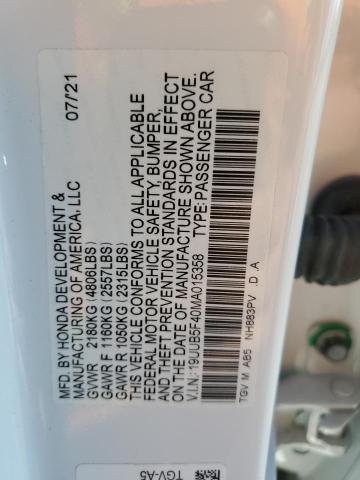 MFD. BY HONDA DEVELOPMENT &
MANUFACTURING OF AMERICA, LLC 07/21
GVWR 2180KG (4806LBS)
GAWR F 1160KG (2557LBS)
GAWR R 1050KG (2315LBS)
THIS VEHICLE CONFORMS TO ALL APPLICABLE
FEDERAL MOTOR VEHICLE SAFETY, BUMPER,
AND THEFT PREVENTION STANDARDS IN EFFECT
ON THE DATE OF MANUFACTURE SHOWN ABOVE.
V.I.N.: 19UUB5F40MA015358 TYPE: PASSENGER CAR
TGV M AB5 NH883PV .D .A
TGV-A5